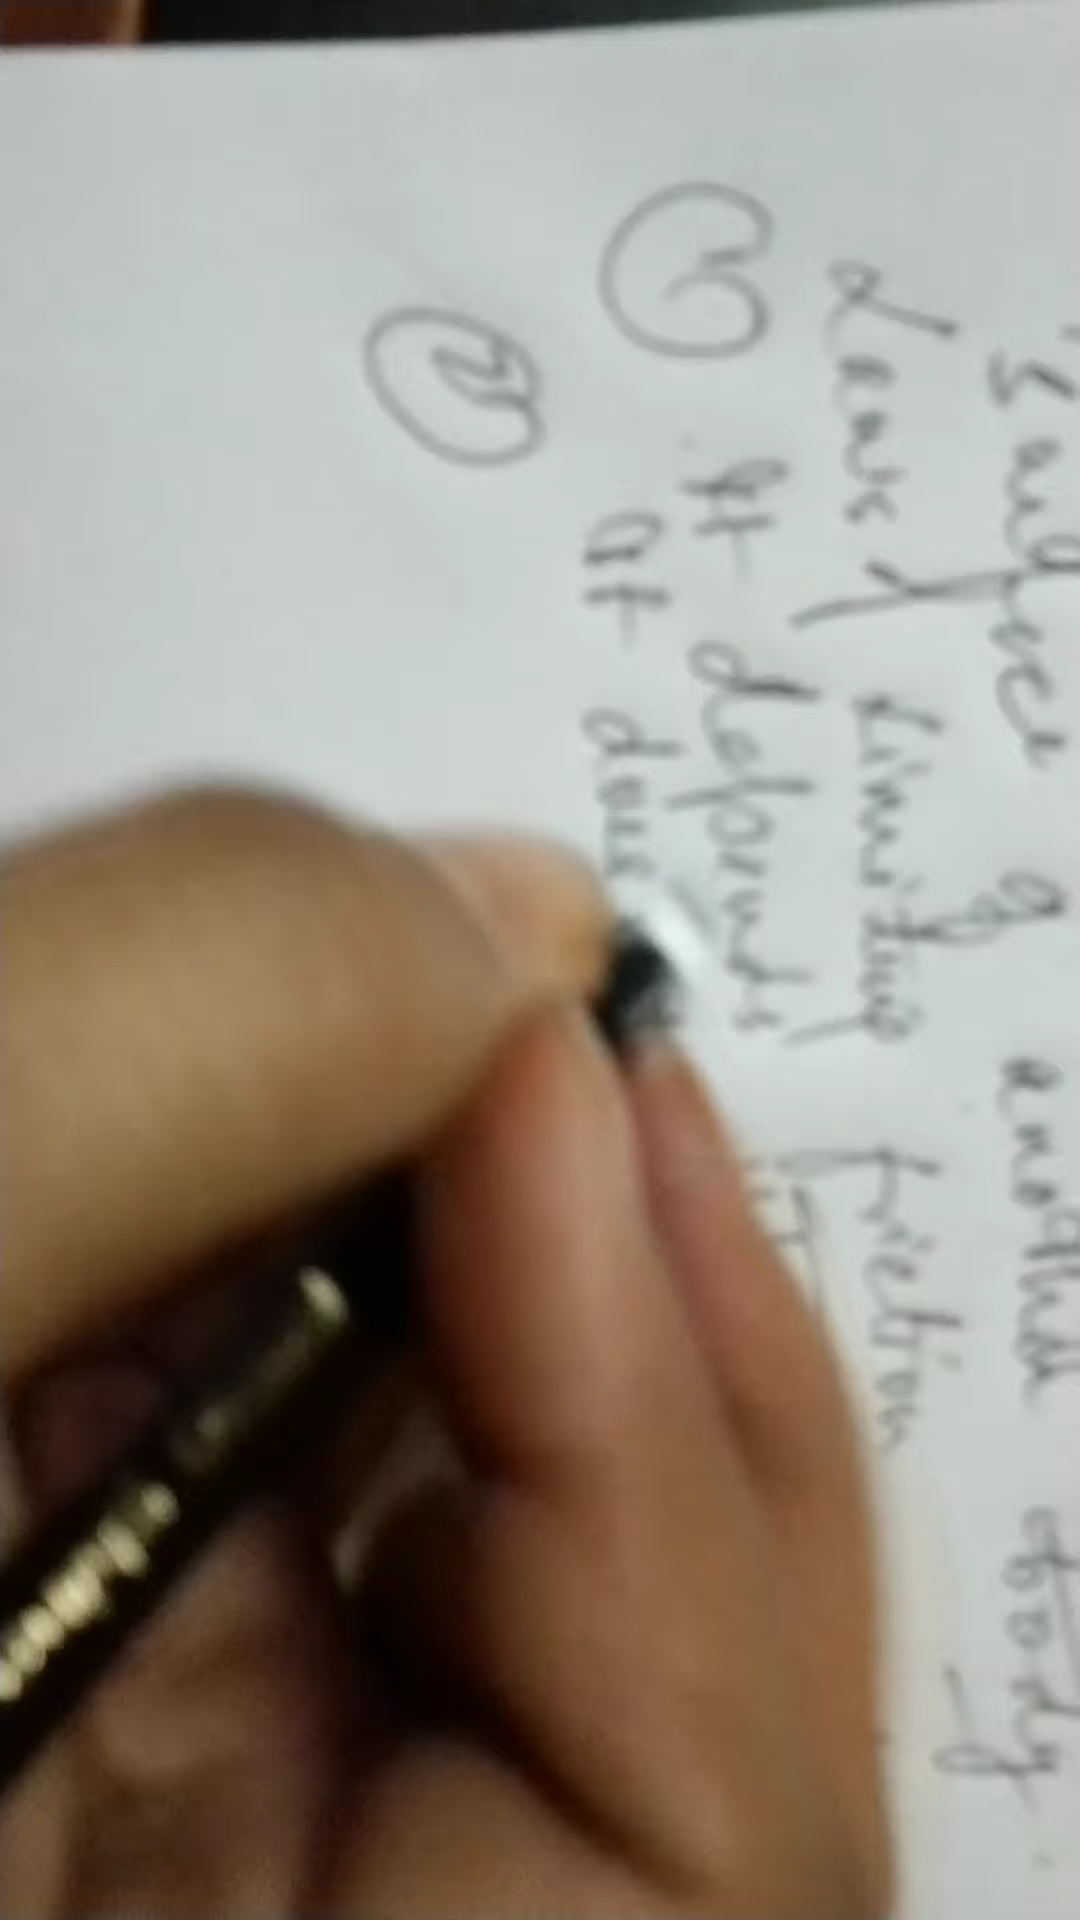 surface of another body.
Laws of Limiting friction -
① It depends
② It does